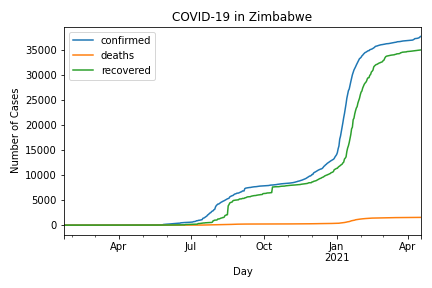 COVID-19 in Zimbabwe
confirmed
deaths
recovered
Number of Cases
35000
30000
25000
20000
15000
10000
5000
0
Apr
Jul
Oct
Jan
2021
Apr
Day